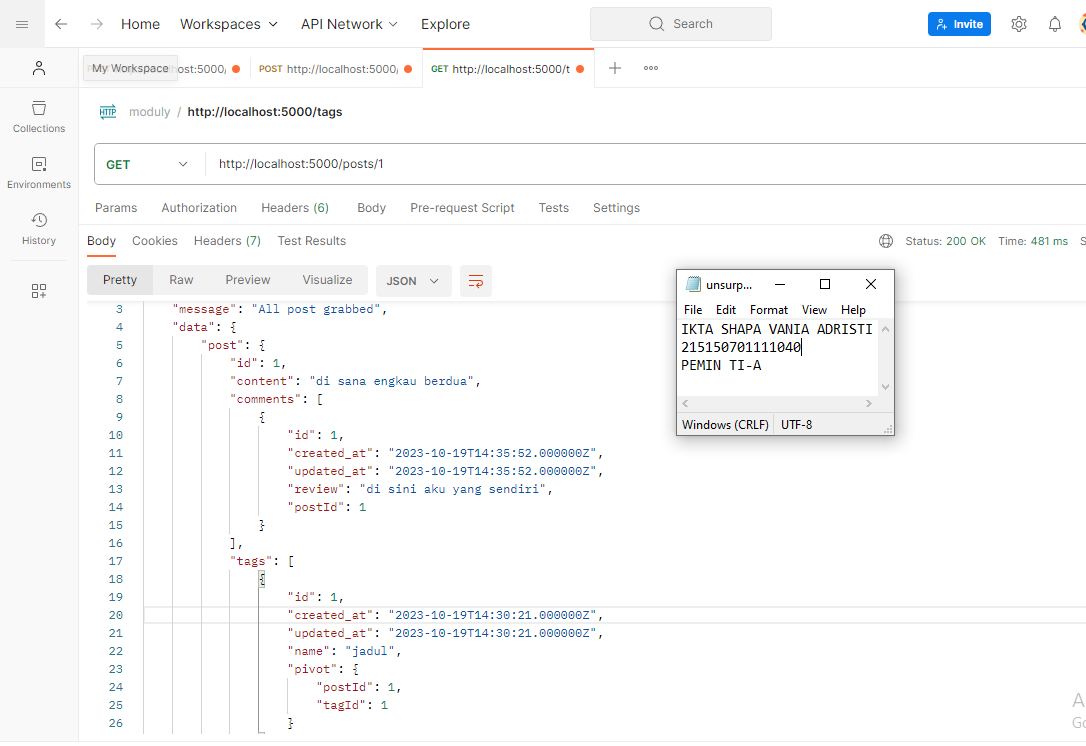 Home Workspaces API Network Explore Search Invite
My Workspace ost:5000, POST http://localhost:5000, GET http://localhost:5000/t
HTTP moduly / http://localhost:5000/tags
Collections
Environments
History
GET http://localhost:5000/posts/1
Params Authorization Headers (6) Body Pre-request Script Tests Settings
Body Cookies Headers (7) Test Results Status: 200 OK Time: 481 ms S
Pretty Raw Preview Visualize JSON
3 "message": "All post grabbed",
4 "data": {
5 "post": {
6 "id": 1,
7 "content": "di sana engkau berdua",
8 "comments": [
9 {
10 "id": 1,
11 "created_at": "2023-10-19T14:35:52.000000Z",
12 "updated_at": "2023-10-19T14:35:52.000000Z",
13 "review": "di sini aku yang sendiri",
14 "postId": 1
15 }
16 ],
17 "tags": [
18 {
19 "id": 1,
20 "created_at": "2023-10-19T14:30:21.000000Z",
21 "updated_at": "2023-10-19T14:30:21.000000Z",
22 "name": "jadul",
23 "pivot": {
24 "postId": 1,
25 "tagId": 1
26 }
unsurp...
File Edit Format View Help
IKTA SHAPA VANIA ADRISTI
215150701111040
PEMIN TI-A
Windows (CRLF) UTF-8
A
Go